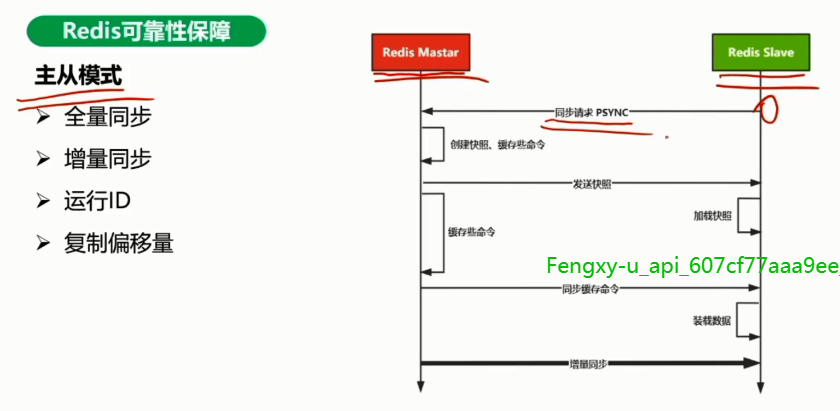 Redis可靠性保障
主从模式
全量同步
增量同步
运行ID
复制偏移量
Redis Mastar
Redis Slave
同步请求 PSYNC
创建快照、缓存些命令
发送快照
加载快照
缓存些命令
Fengxy-u_api_607cf77aaa9ee
同步缓存命令
装载数据
增量同步